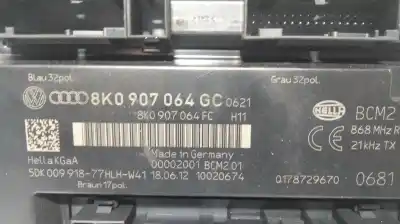 Blau 32pol.
Grau 32pol.
8K0 907 064 GC 0621
8K0 907 064 FC H11
HELLA
BCM2
868 MHz R
21 kHz TX
Made in Germany
00002001 BCM2 01
Hella KGaA
5DK 009 918-77HLH-W41 18.06.12 10020674
0178729670
0681
Braun 17pol.